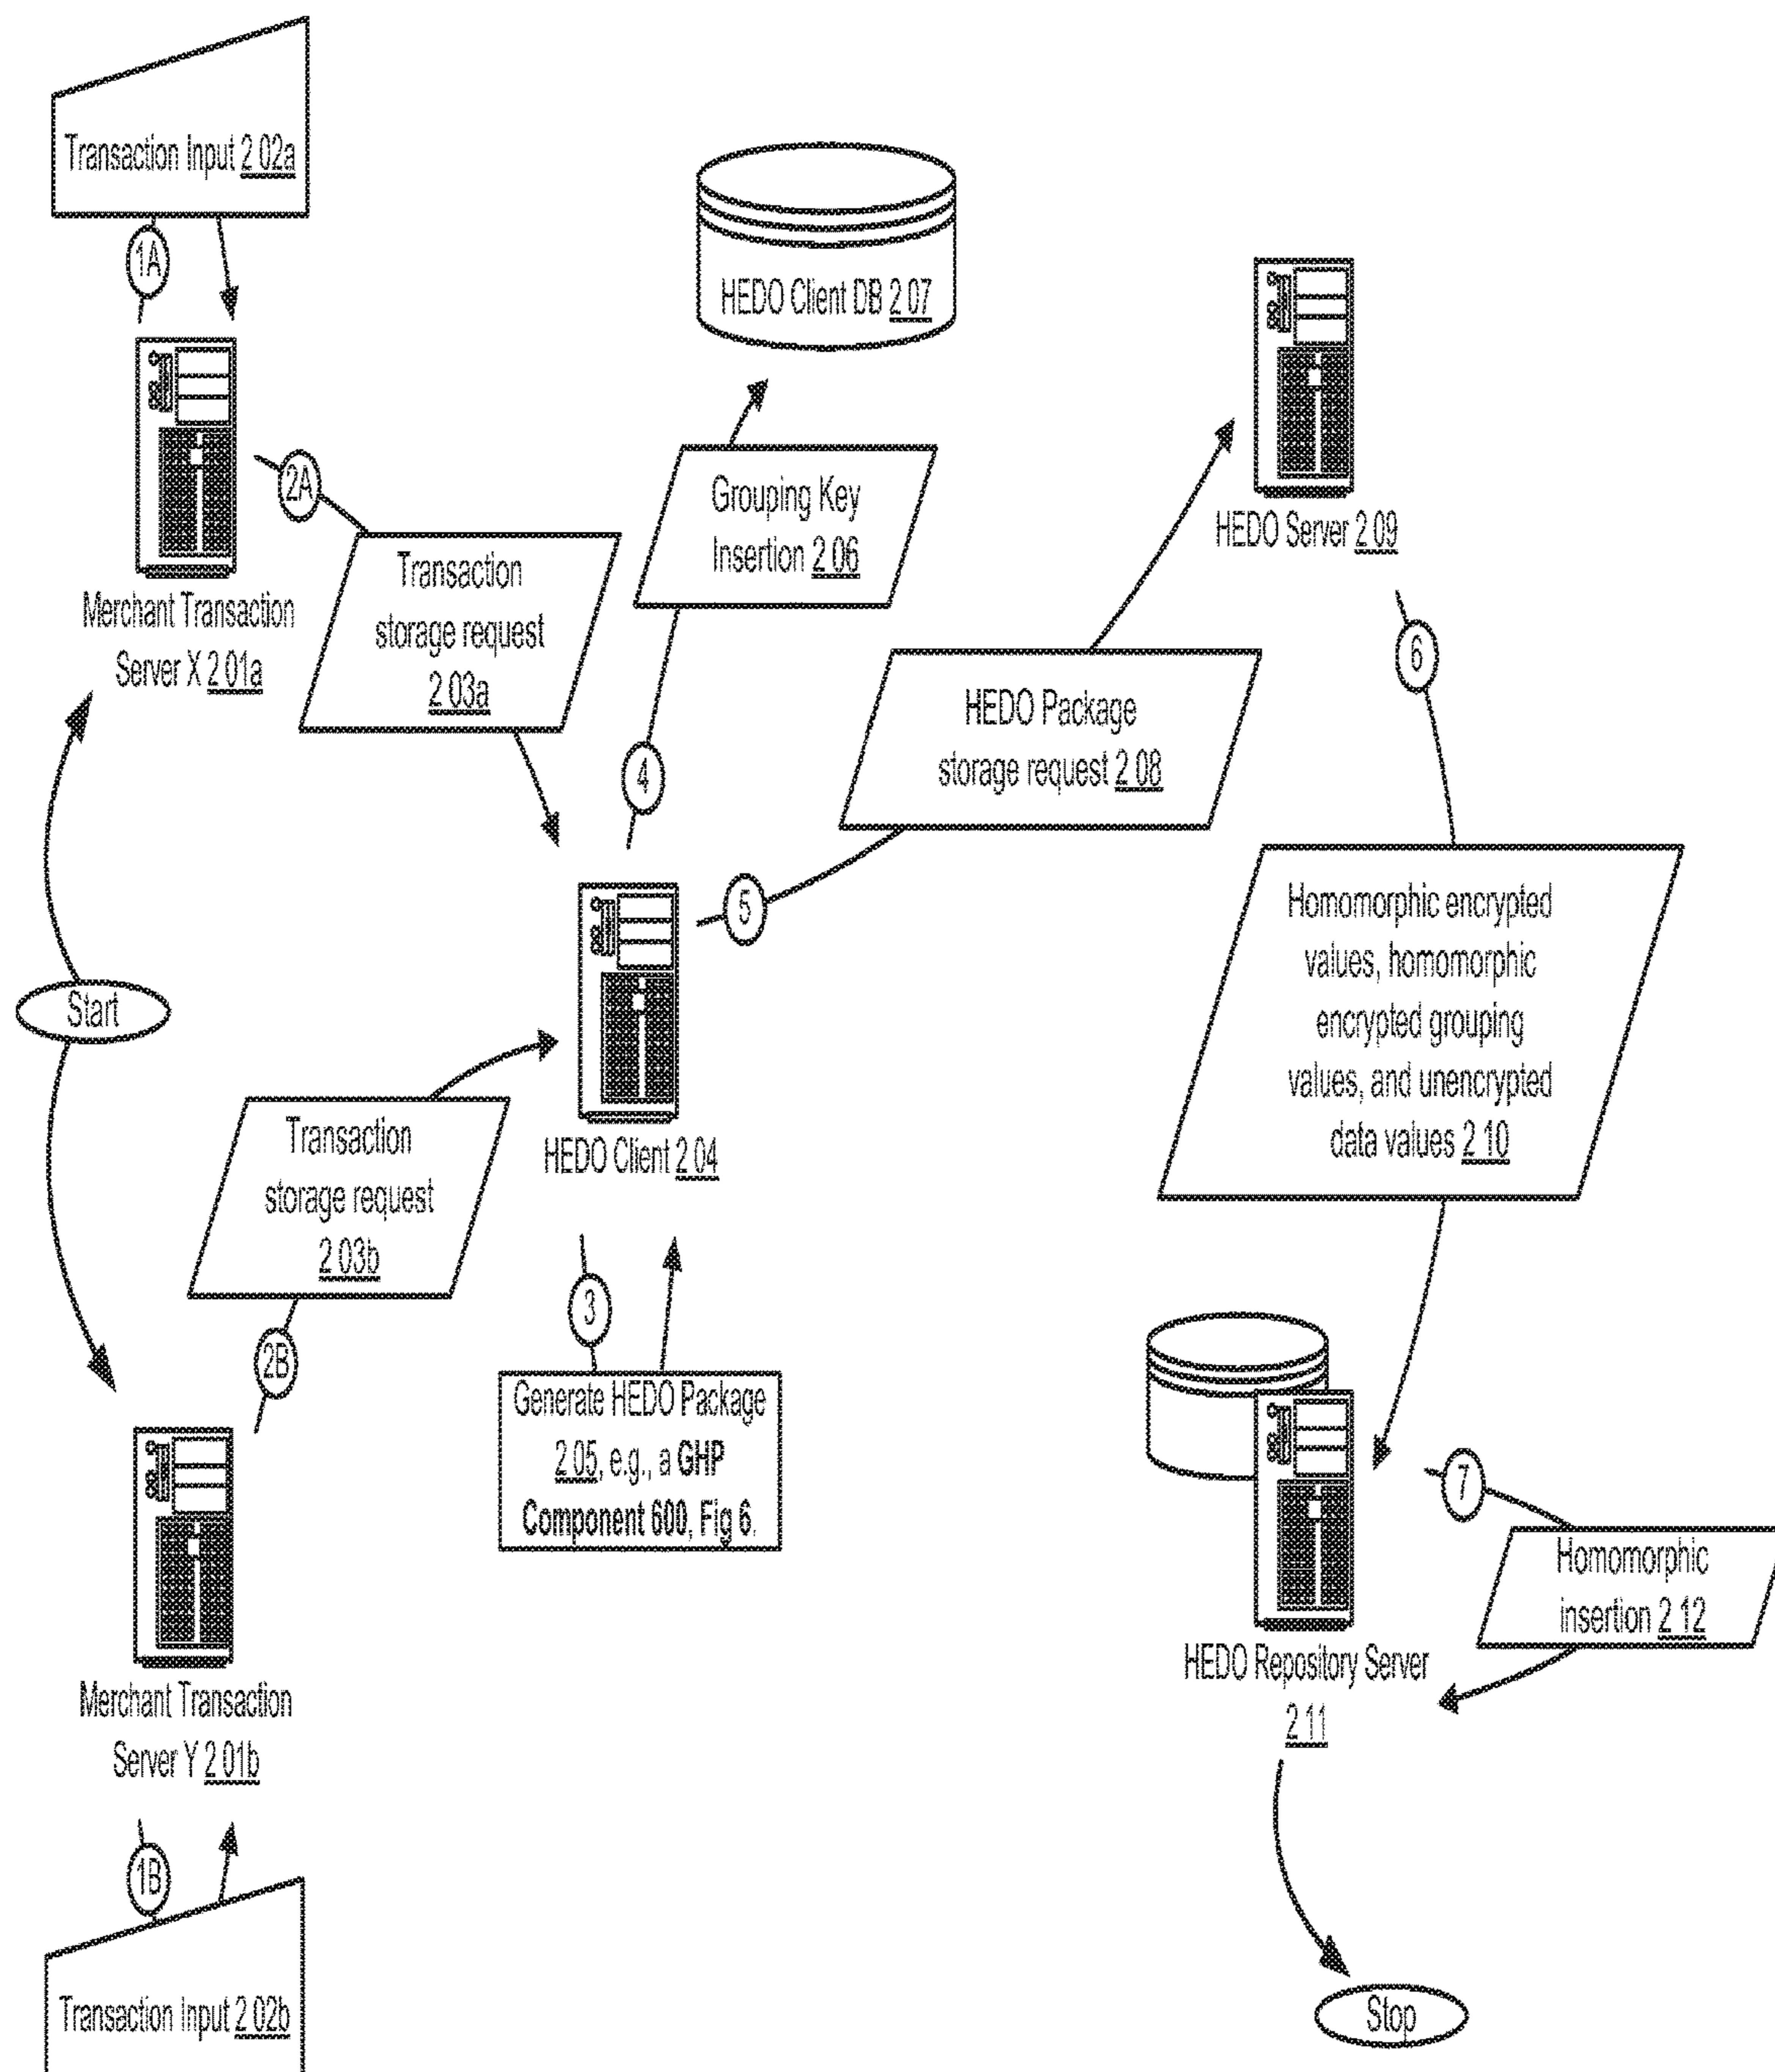 Transaction Input 2.02a
1A
Merchant Transaction
Server X 2.01a
2A
Transaction
storage request
2.03a
HEDO Client DB 2.07
Grouping Key
Insertion 2.06
4
HEDO Server 2.09
HEDO Package
storage request 2.08
5
6
Homomorphic encrypted
values, homomorphic
encrypted grouping
values, and unencrypted
data values 2.10
Start
HEDO Client 2.04
Transaction
storage request
2.03b
2B
3
Generate HEDO Package
2.05, e.g., a GHP
Component 600, Fig 6.
Merchant Transaction
Server Y 2.01b
1B
Transaction Input 2.02b
7
Homomorphic
insertion 2.12
HEDO Repository Server
2.11
Stop